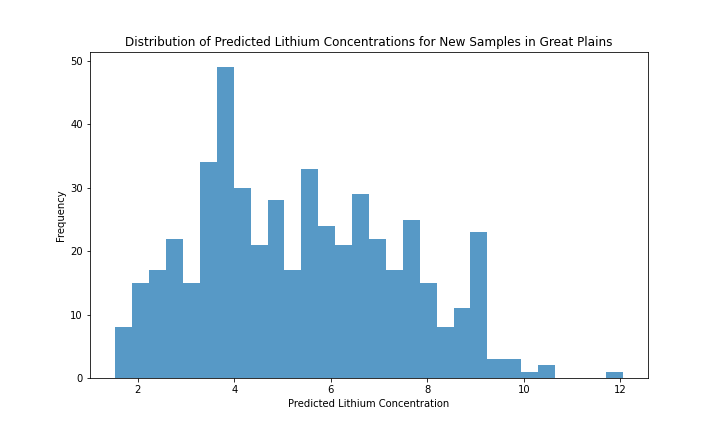 Distribution of Predicted Lithium Concentrations for New Samples in Great Plains
50
40
30
20
10
0
Frequency
2 4 6 8 10 12
Predicted Lithium Concentration